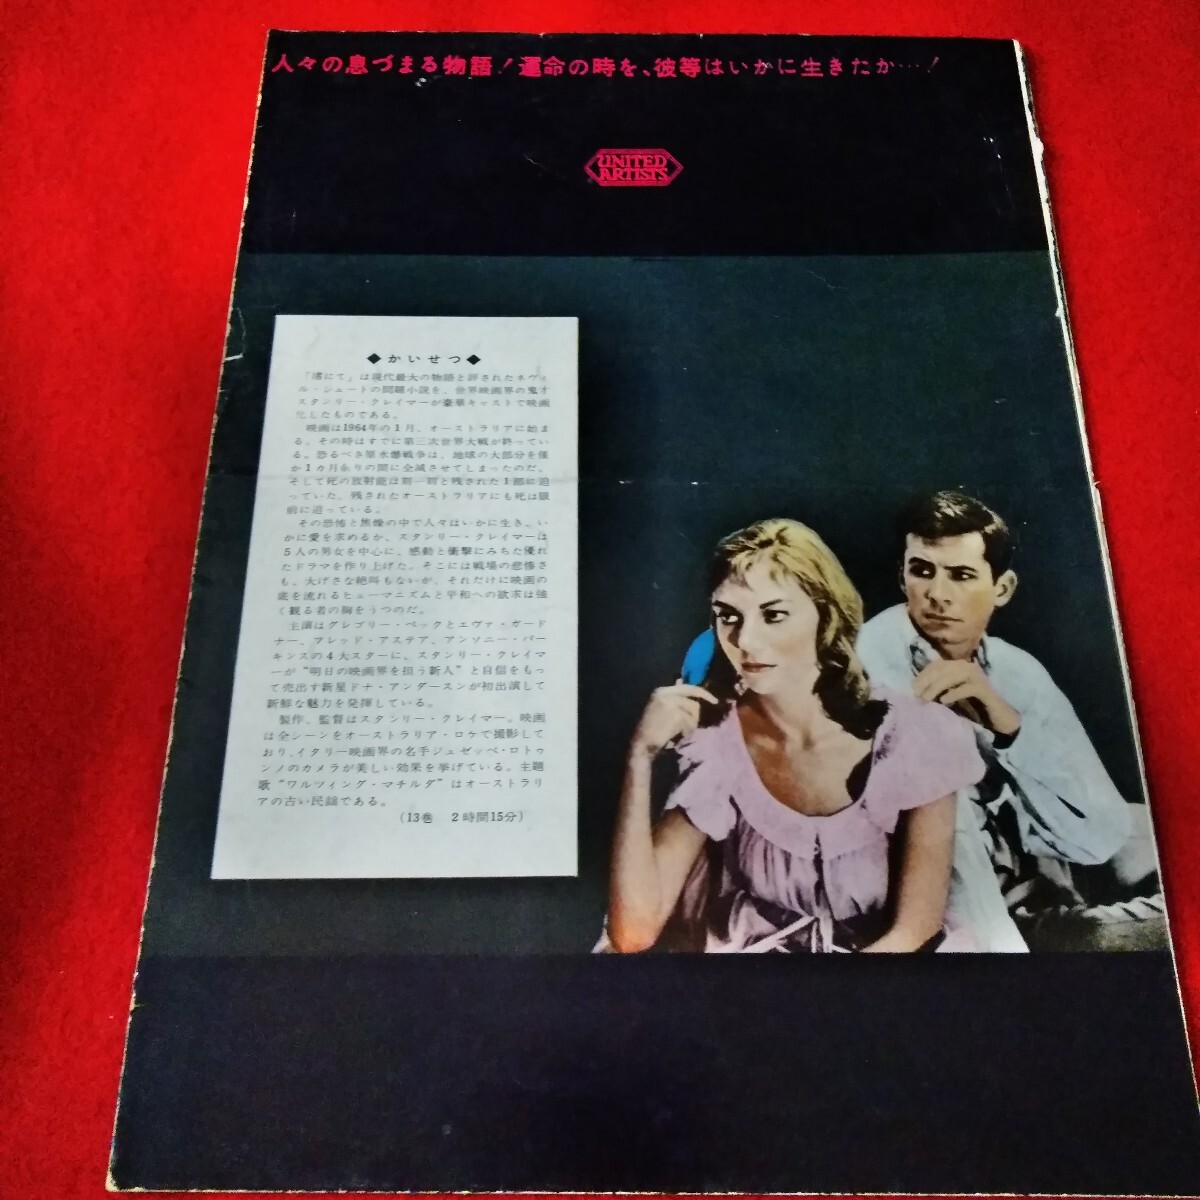 人々の息づまる物語！運命の時を、彼等はいかに生きたか…！
UNITED
ARTISTS
◆かいせつ◆
「渚にて」は現代最大の物語と評されたネヴィ
ル・シュートの問題小説を、世界映画界の鬼才
スタンリー・クレイマーが豪華キャストで映画
化したものである。
映画は1964年の1月、オーストラリアに始ま
る。その時はすでに第三次世界大戦が終ってい
る。恐るべき原水爆戦争は、地球の大部分を僅
か1カ月余りの間に全滅させてしまったのだ。
そして死の放射能は刻一刻と残された1部に迫
っていた。残されたオーストラリアにも死は眼
前に迫っている。
その恐怖と焦燥の中で人々はいかに生き、い
かに愛を求めるか、スタンリー・クレイマーは
5人の男女を中心に、感動と衝撃にみちた優れ
たドラマを作り上げた。そこには戦場の悲惨さ
も、大げさな絶叫もないが、それだけに映画の
底を流れるヒューマニズムと平和への欲求は強
く観る者の胸をうつのだ。
主演はグレゴリー・ペックとエヴァ・ガード
ナー、フレッド・アステア、アンソニー・パー
キンスの4大スターに、スタンリー・クレイマ
ーが“明日の映画界を担う新人”と自信をもっ
て売出す新星ドナ・アンダースンが初出演して
新鮮な魅力を発揮している。
製作、監督はスタンリー・クレイマー。映画
は全シーンをオーストラリア・ロケで撮影して
おり、イタリー映画界の名手ジュゼッペ・ロトゥ
ンノのカメラが美しい効果を挙げている。主題
歌“ワルツィング・マチルダ”はオーストラリ
アの古い民謡である。
（13巻　2時間15分）